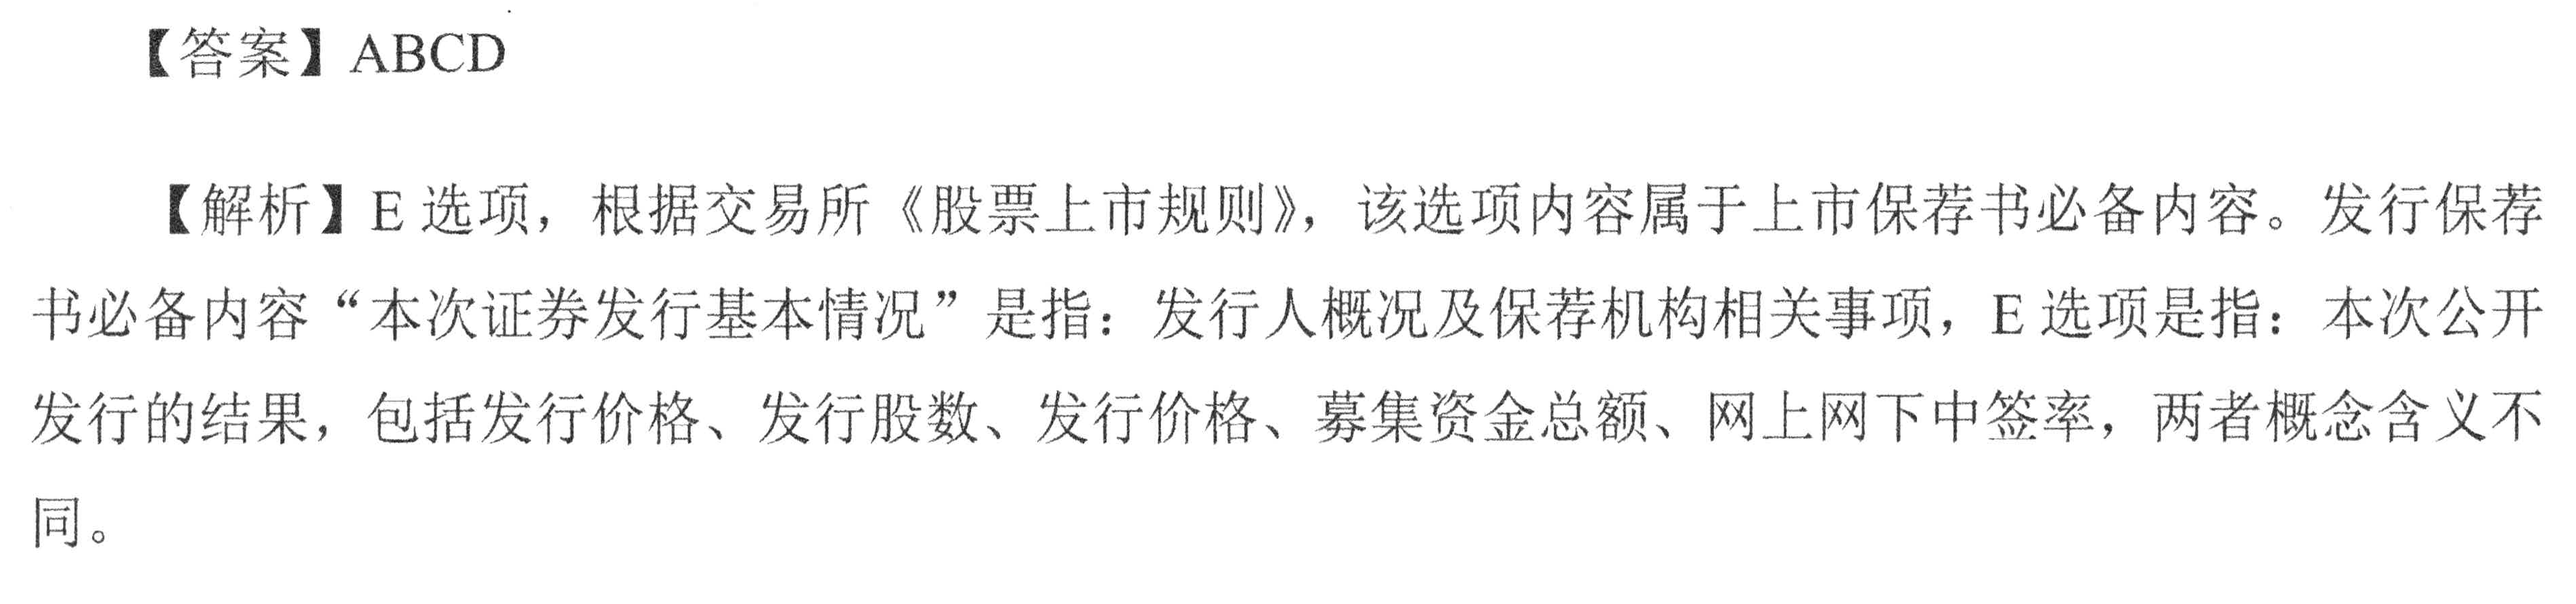 【答案】ABCD
【解析】E 选项，根据交易所《股票上市规则》，该选项内容属于上市保荐书必备内容。发行保荐
书必备内容“本次证券发行基本情况”是指：发行人概况及保荐机构相关事项，E 选项是指：本次公开
发行的结果，包括发行价格、发行股数、发行价格、募集资金总额、网上网下中签率，两者概念含义不
同。